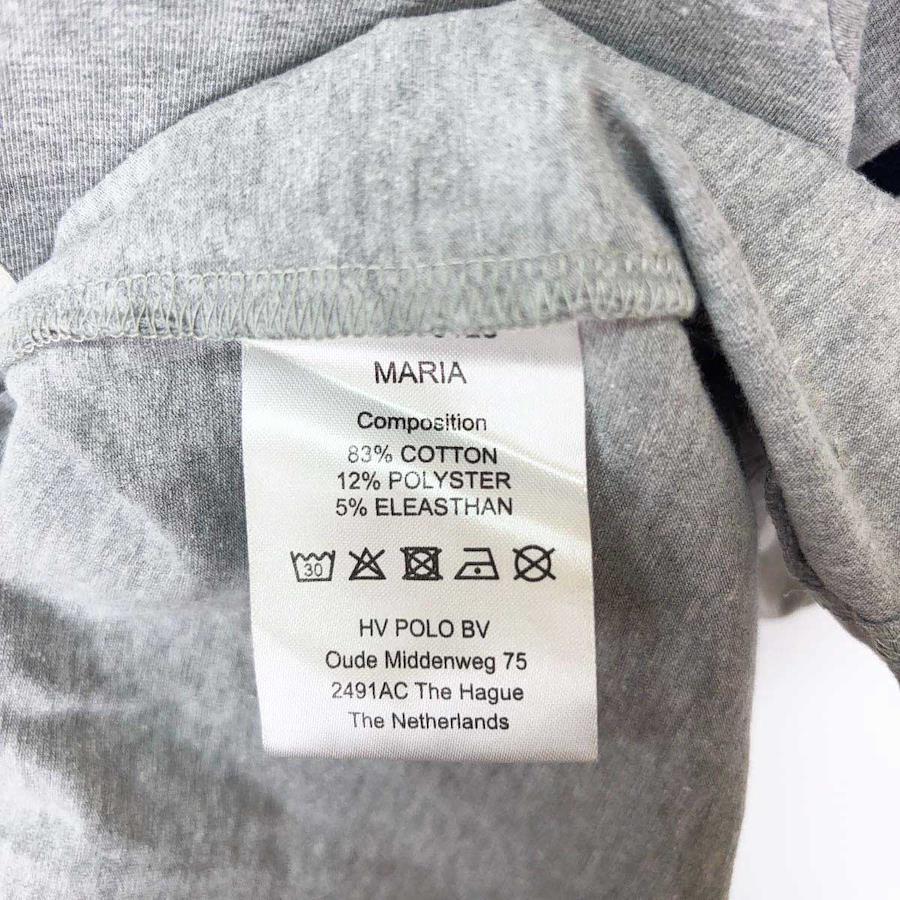 MARIA
Composition
83% COTTON
12% POLYSTER
5% ELEASTHAN
30
HV POLO BV
Oude Middenweg 75
2491AC The Hague
The Netherlands